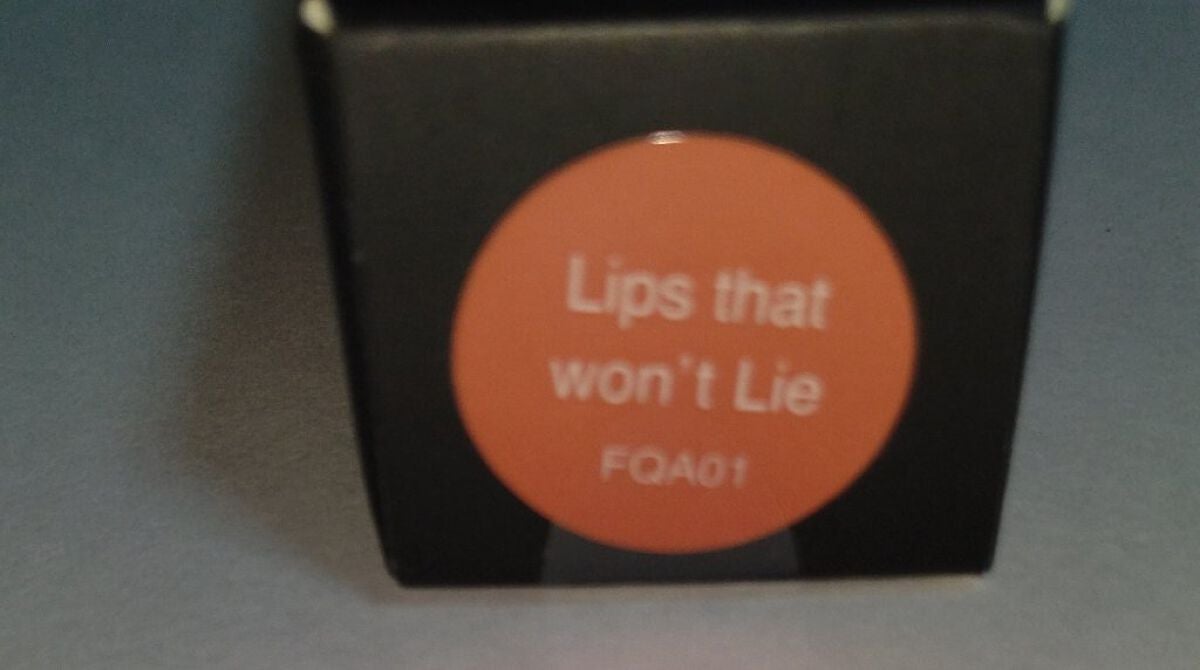 Lips that
won't Lie
FQA01